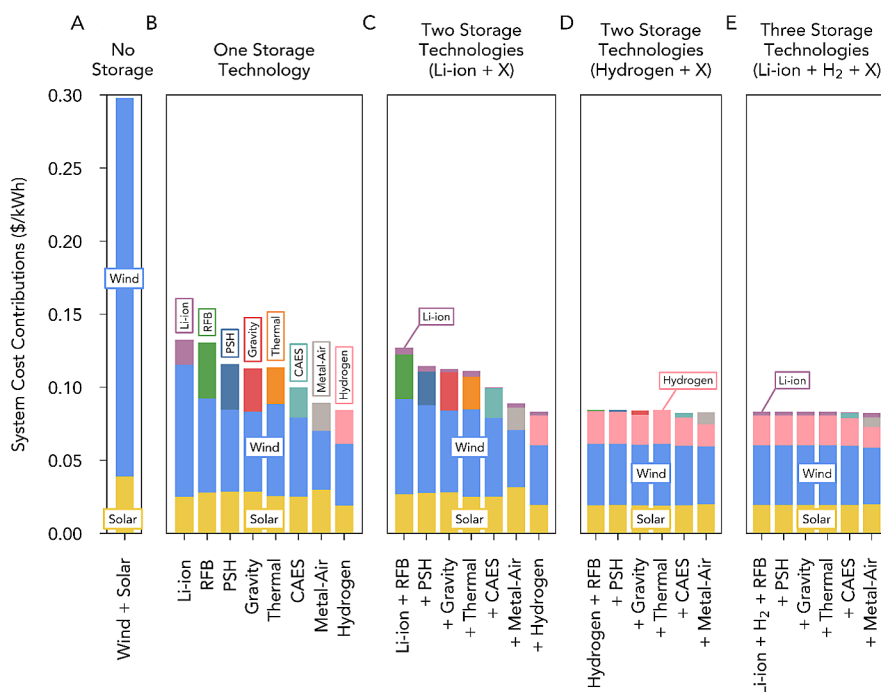 A
B
C
D
E
No
Storage
One Storage
Technology
Two Storage
Technologies
(Li-ion + X)
Two Storage
Technologies
(Hydrogen + X)
Three Storage
Technologies
(Li-ion + H₂ + X)
System Cost Contributions ($/kWh)
0.30
0.25
0.20
0.15
0.10
0.05
0.00
Wind
Solar
Li-ion
RFB
PSH
Gravity
Thermal
CAES
Metal-Air
Hydrogen
Wind
Solar
Li-ion
Wind
Solar
Hydrogen
Wind
Solar
Li-ion
Wind
Solar
Wind + Solar
Li-ion
RFB
PSH
Gravity
Thermal
CAES
Metal-Air
Hydrogen
Li-ion + RFB
+ PSH
+ Gravity
+ Thermal
+ CAES
+ Metal-Air
+ Hydrogen
Hydrogen + RFB
+ PSH
+ Gravity
+ Thermal
+ CAES
+ Metal-Air
Li-ion + H₂ + RFB
+ PSH
+ Gravity
+ Thermal
+ CAES
+ Metal-Air